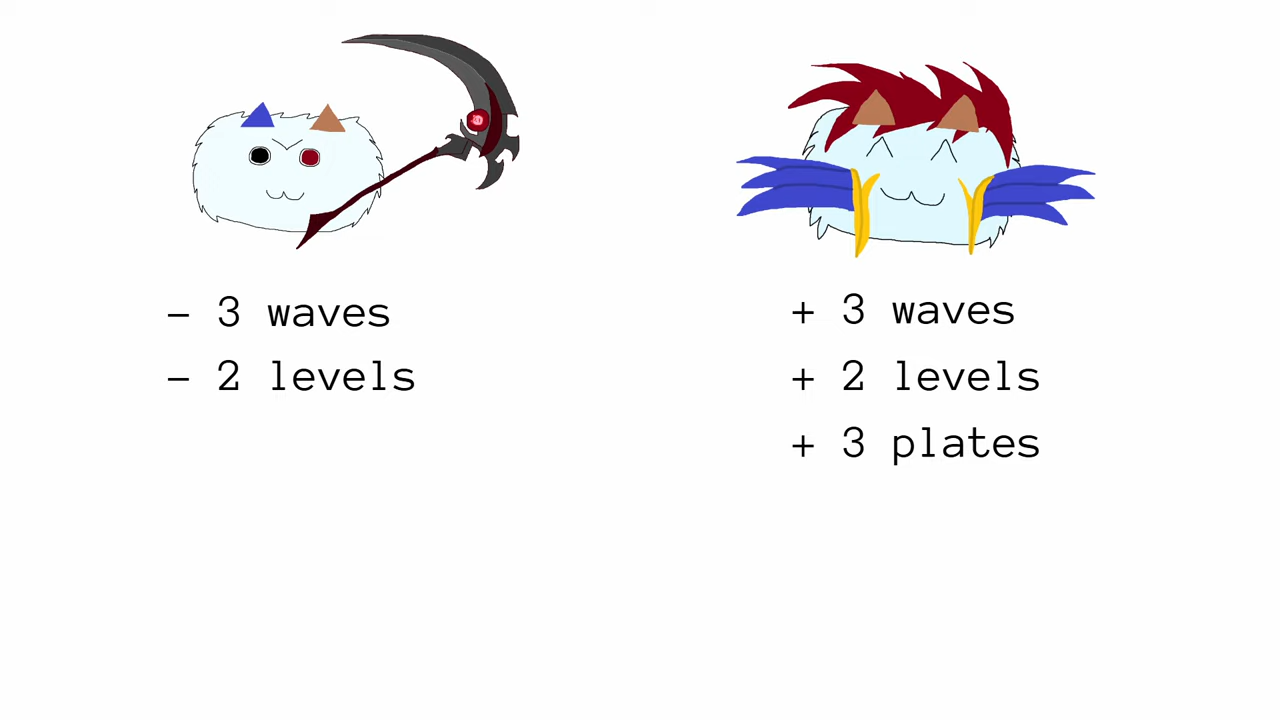 - 3 waves
- 2 levels
+ 3 waves
+ 2 levels
+ 3 plates